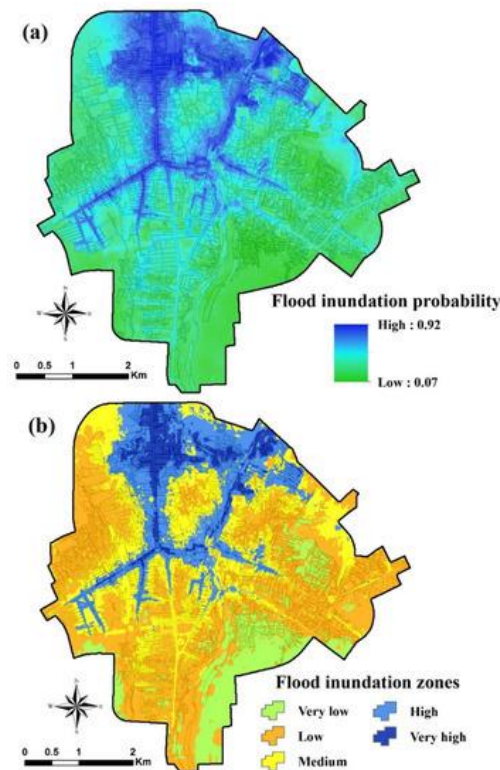 (a)
N
W E
S
Flood inundation probability
High : 0.92
Low : 0.07
0 0.5 1 2
Km
(b)
N
W E
S
Flood inundation zones
Very low
High
Low
Very high
Medium
0 0.5 1 2
Km